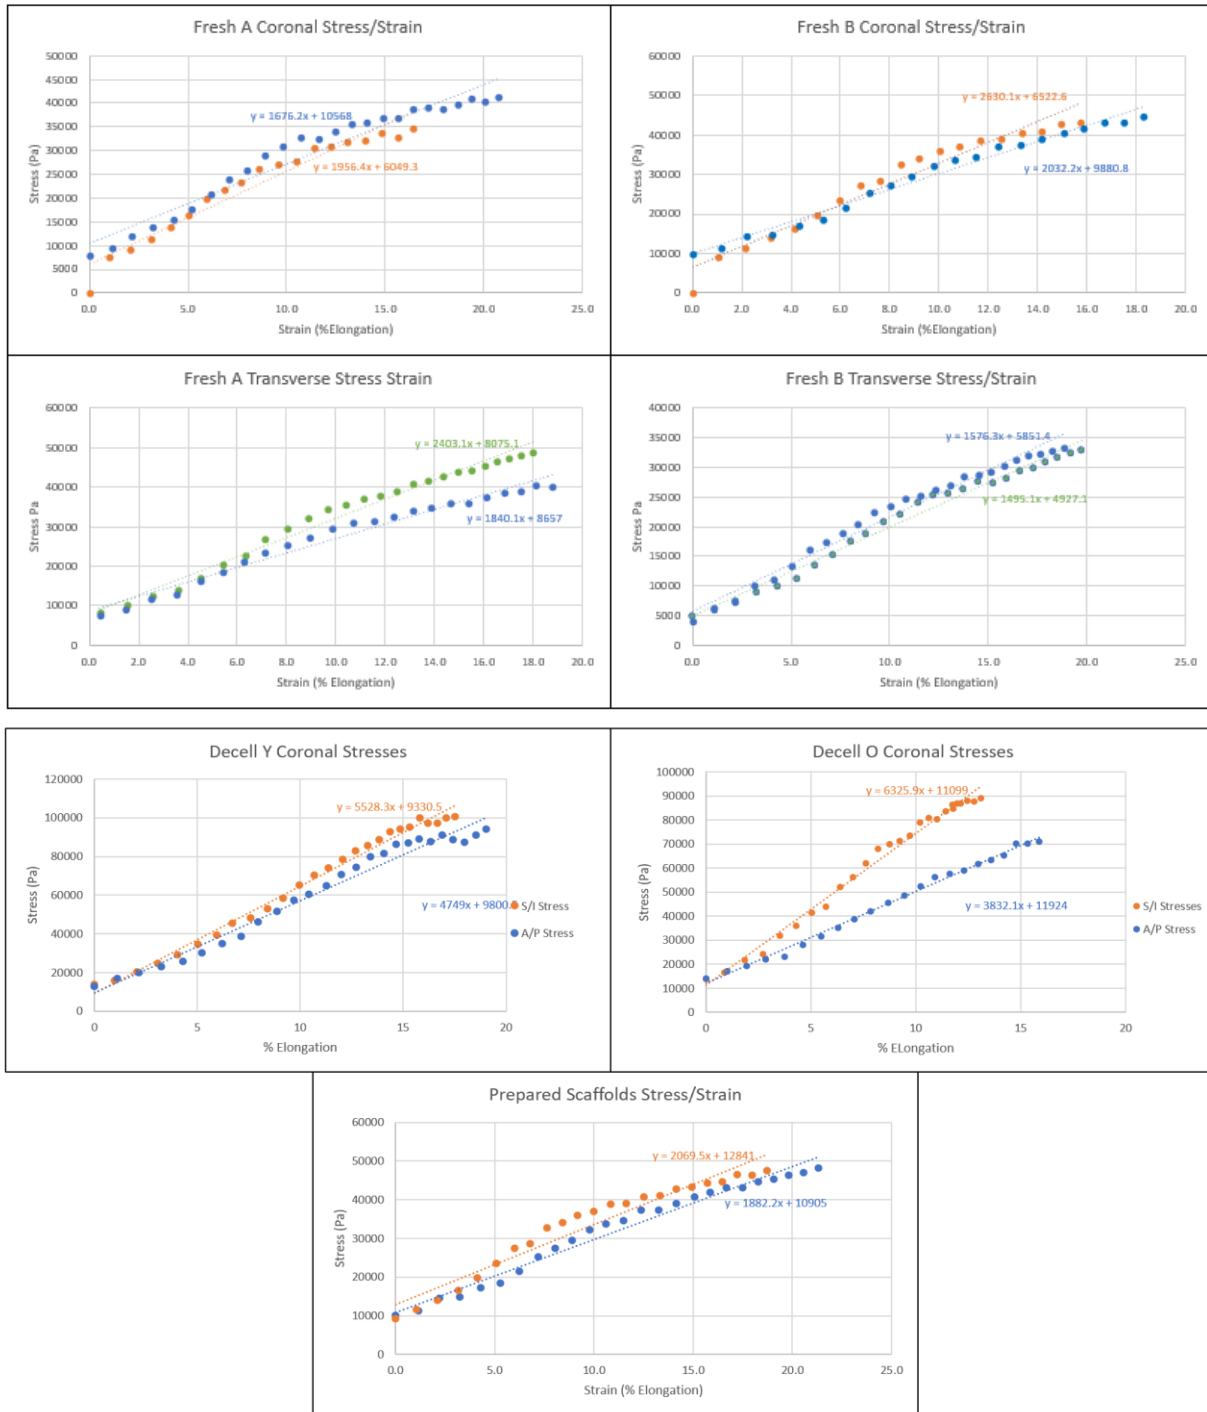 Fresh A Coronal Stress/Strain
50000
45000
40000
35000
30000
25000
20000
15000
10000
5000
0
y = 1676.2x + 10568
y = 1956.4x + 6049.3
Stress (Pa)
0.0 5.0 10.0 15.0 20.0 25.0
Strain (%Elongation)
Fresh B Coronal Stress/Strain
60000
50000
40000
30000
20000
10000
0
y = 2630.1x + 6522.6
y = 2032.2x + 9880.8
Stress (Pa)
0.0 2.0 4.0 6.0 8.0 10.0 12.0 14.0 16.0 18.0 20.0
Strain (%Elongation)
Fresh A Transverse Stress Strain
60000
50000
40000
30000
20000
10000
0
y = 2403.1x + 8075.1
y = 1840.1x + 8657
Stress Pa
0.0 2.0 4.0 6.0 8.0 10.0 12.0 14.0 16.0 18.0 20.0
Strain (% Elongation)
Fresh B Transverse Stress/Strain
40000
35000
30000
25000
20000
15000
10000
5000
0
y = 1576.3x + 5851.4
y = 1495.1x + 4927.1
Stress Pa
0.0 5.0 10.0 15.0 20.0 25.0
Strain (% Elongation)
Decell Y Coronal Stresses
120000
100000
80000
60000
40000
20000
0
y = 5528.3x + 9330.5
y = 4749x + 9800.
S/I Stress
A/P Stress
Stress (Pa)
0 5 10 15 20
% Elongation
Decell O Coronal Stresses
100000
90000
80000
70000
60000
50000
40000
30000
20000
10000
0
y = 6325.9x + 11099
y = 3832.1x + 11924
S/I Stresses
A/P Stress
Stress (Pa)
0 5 10 15 20
% ELongation
Prepared Scaffolds Stress/Strain
60000
50000
40000
30000
20000
10000
0
y = 2069.5x + 12841
y = 1882.2x + 10905
Stress (Pa)
0.0 5.0 10.0 15.0 20.0 25.0
Strain (% Elongation)